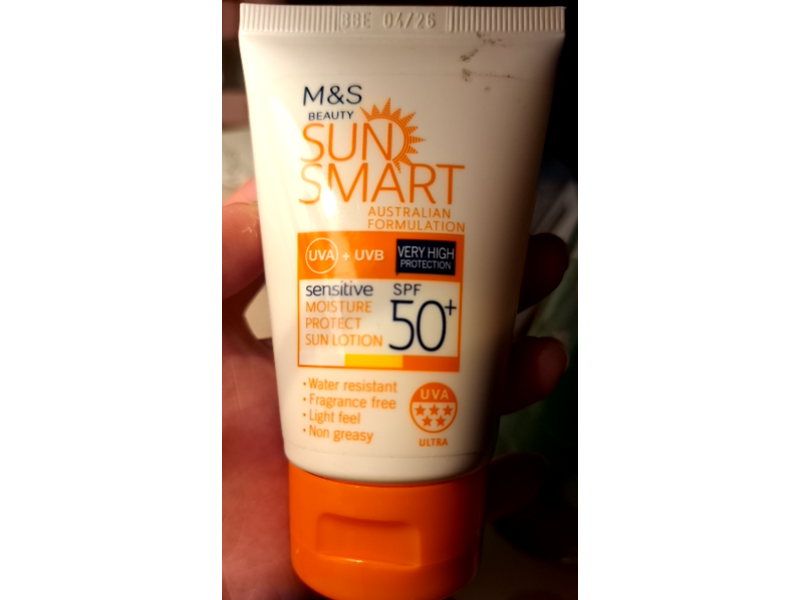 38E 04/26
M&S
BEAUTY
SUN
SMART
AUSTRALIAN
FORMULATION
UVA + UVB
VERY HIGH
PROTECTION
sensitive
MOISTURE
PROTECT
SUN LOTION
SPF
50+
• Water resistant
• Fragrance free
• Light feel
• Non greasy
UVA
ULTRA